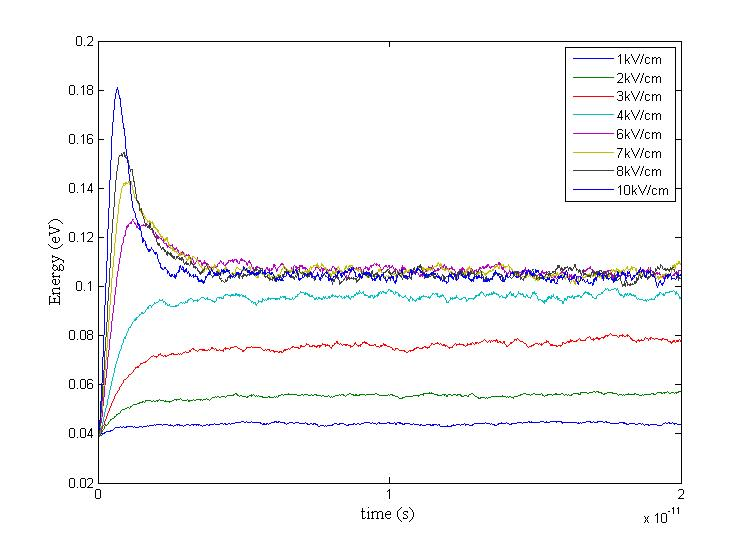 0.2
0.18
0.16
0.14
0.12
0.1
0.08
0.06
0.04
0.02
Energy (eV)
0
1
2
time (s)
x 10-11
1kV/cm
2kV/cm
3kV/cm
4kV/cm
6kV/cm
7kV/cm
8kV/cm
10kV/cm